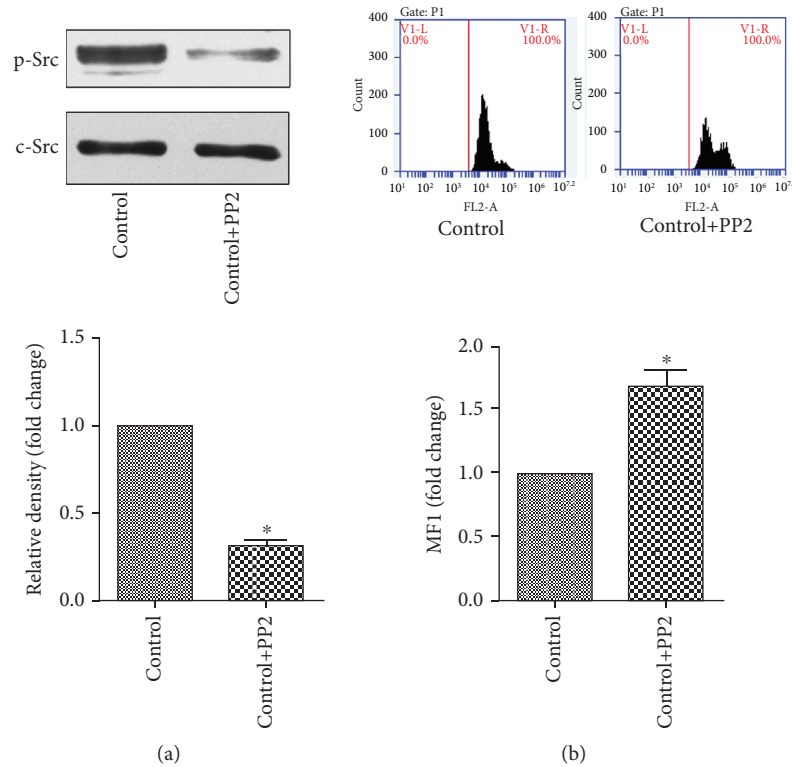 p-Src
c-Src
Control
Control+PP2
Relative density (fold change)
1.5
1.0
0.5
0.0
*
Control
Control+PP2
(a)
Gate: P1
400
300
200
100
0
Count
V1-L
0.0%
V1-R
100.0%
10¹ 10² 10³ 10⁴ 10⁵ 10⁶ 10⁷·²
FL2-A
Control
Gate: P1
400
300
200
100
0
Count
V1-L
0.0%
V1-R
100.0%
10¹ 10² 10³ 10⁴ 10⁵ 10⁶ 10⁷·²
FL2-A
Control+PP2
MF1 (fold change)
2.0
1.5
1.0
0.5
0.0
*
Control
Control+PP2
(b)